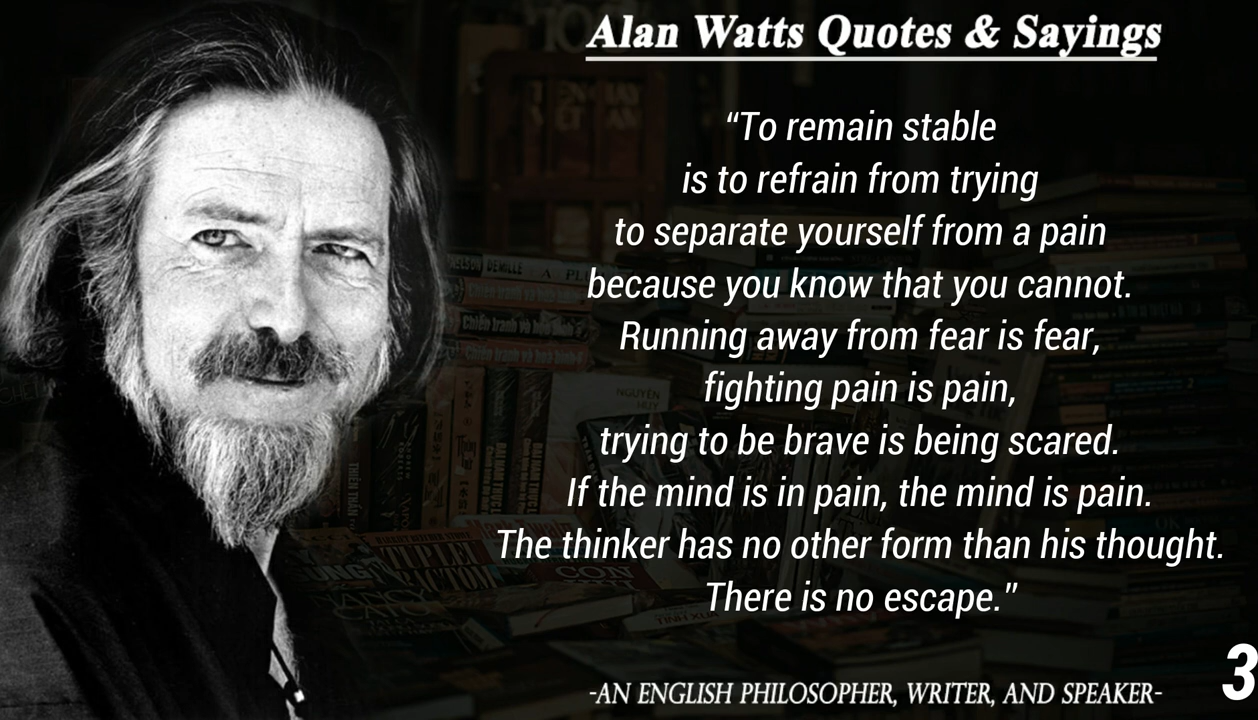 Alan Watts Quotes & Sayings
“To remain stable
is to refrain from trying
to separate yourself from a pain
because you know that you cannot.
Running away from fear is fear,
fighting pain is pain,
trying to be brave is being scared.
If the mind is in pain, the mind is pain.
The thinker has no other form than his thought.
There is no escape.”
-AN ENGLISH PHILOSOPHER, WRITER, AND SPEAKER-
3
NGUYỄN
HUY